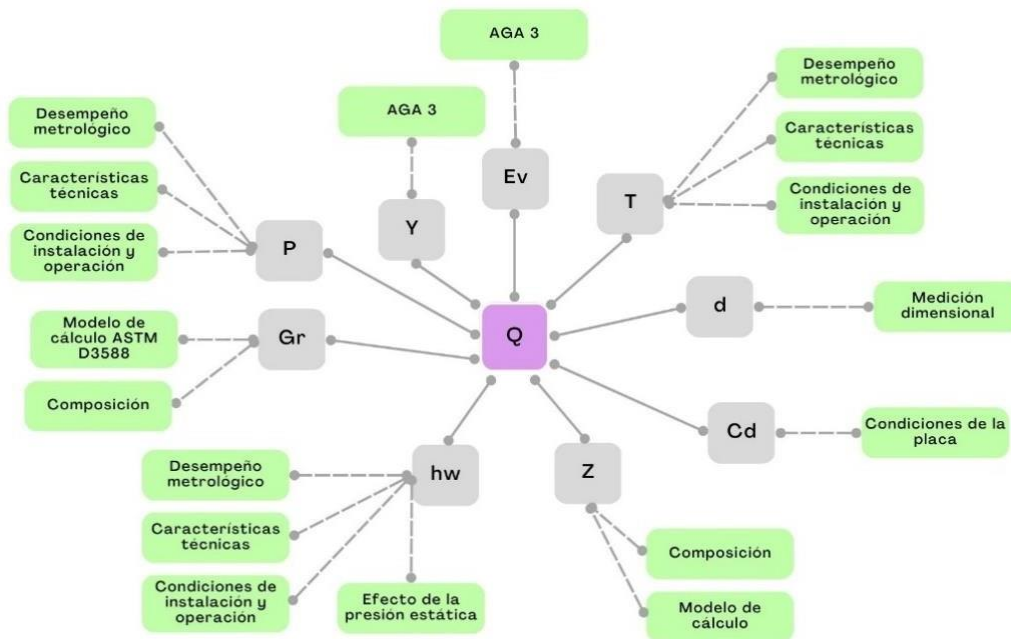 AGA 3
Desempeño
metrológico
AGA 3
Desempeño
metrológico
Características
técnicas
Ev
Características
técnicas
T
Condiciones de
instalación y
operación
Y
Condiciones de
instalación y
operación
P
d
Medición
dimensional
Modelo de
cálculo ASTM
D3588
Gr
Q
Composición
Cd
Condiciones de la
placa
Desempeño
metrológico
hw
Z
Características
técnicas
Composición
Condiciones de
instalación y
operación
Efecto de la
presión estática
Modelo de
cálculo